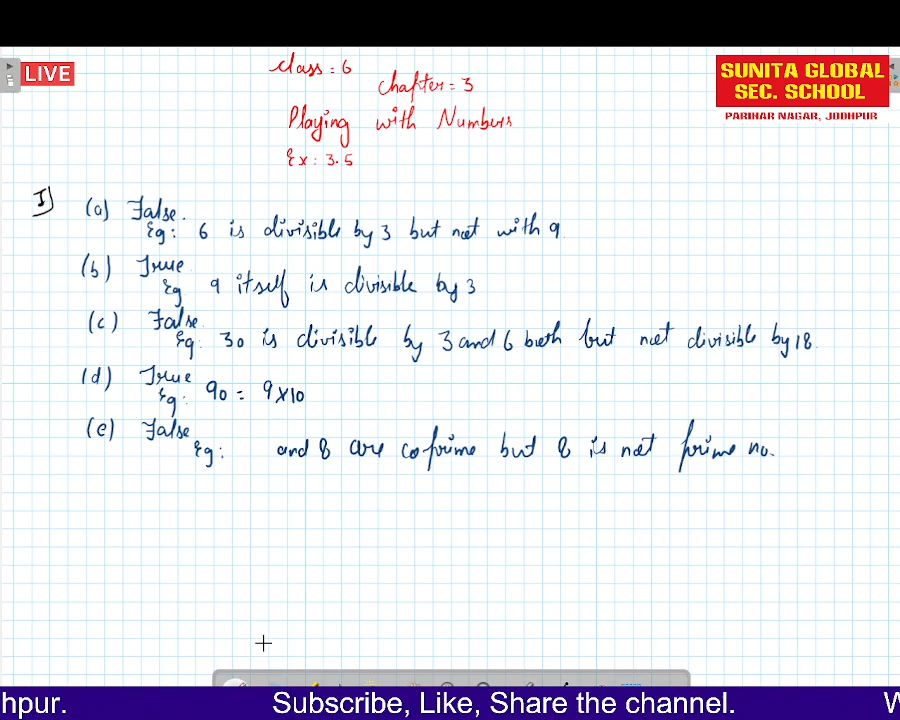 LIVE
Class = 6
Chapter = 3
Playing with Numbers
Ex : 3.5
SUNITA GLOBAL
SEC. SCHOOL
PARIHAR NAGAR, JODHPUR
I)
(a) False.
Eg: 6 is divisible by 3 but not with 9
(b) True
Eg 9 itself is divisible by 3
(c) False.
Eg: 30 is divisible by 3 and 6 both but not divisible by 18.
(d) True
Eg: 90 = 9x10
(e) False
Eg: and 8 are coprime but 8 is not prime no.
hpur. Subscribe, Like, Share the channel. W